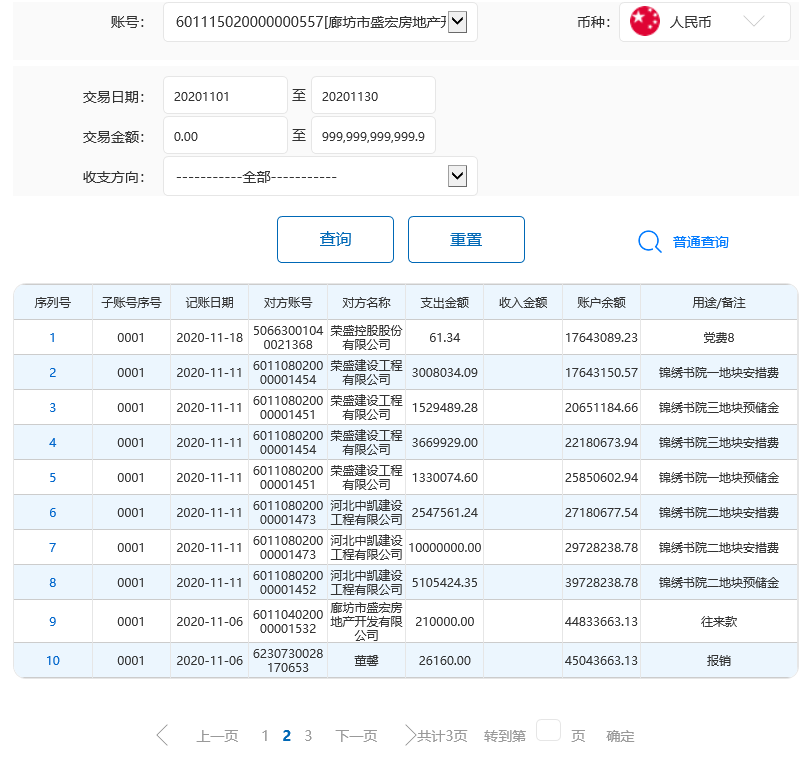 账号： 601115020000000557[廊坊市盛宏房地产开 币种： 人民币
交易日期： 20201101 至 20201130
交易金额： 0.00 至 999,999,999,999.9
收支方向： -----------全部-----------
查询 重置 普通查询
序列号 子账号序号 记账日期 对方账号 对方名称 支出金额 收入金额 账户余额 用途/备注
1 0001 2020-11-18 50663001040021368 荣盛控股股份有限公司 61.34 17643089.23 党费8
2 0001 2020-11-11 601108020000001454 荣盛建设工程有限公司 3008034.09 17643150.57 锦绣书院一地块安措费
3 0001 2020-11-11 601108020000001451 荣盛建设工程有限公司 1529489.28 20651184.66 锦绣书院三地块预储金
4 0001 2020-11-11 601108020000001454 荣盛建设工程有限公司 3669929.00 22180673.94 锦绣书院三地块安措费
5 0001 2020-11-11 601108020000001451 荣盛建设工程有限公司 1330074.60 25850602.94 锦绣书院一地块预储金
6 0001 2020-11-11 601108020000001473 河北中凯建设工程有限公司 2547561.24 27180677.54 锦绣书院二地块安措费
7 0001 2020-11-11 601108020000001473 河北中凯建设工程有限公司 10000000.00 29728238.78 锦绣书院二地块安措费
8 0001 2020-11-11 601108020000001452 河北中凯建设工程有限公司 5105424.35 39728238.78 锦绣书院二地块预储金
9 0001 2020-11-06 601104020000001532 廊坊市盛宏房地产开发有限公司 210000.00 44833663.13 往来款
10 0001 2020-11-06 6230730028170653 董馨 26160.00 45043663.13 报销
上一页 1 2 3 下一页 共计3页 转到第 页 确定